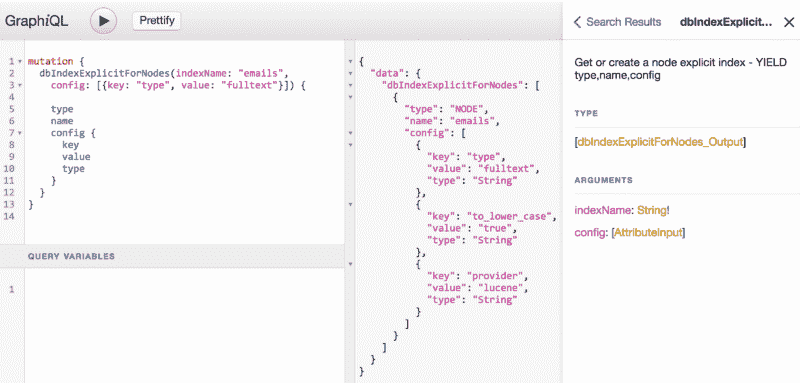 GraphiQL
Prettify
Search Results
dbIndexExplicit...
1 mutation {
2 dbIndexExplicitForNodes(indexName: "emails",
3 config: [{key: "type", value: "fulltext"}]) {
4
5 type
6 name
7 config {
8 key
9 value
10 type
11 }
12 }
13 }
14
QUERY VARIABLES
1
{
"data": {
"dbIndexExplicitForNodes": [
{
"type": "NODE",
"name": "emails",
"config": [
{
"key": "type",
"value": "fulltext",
"type": "String"
},
{
"key": "to_lower_case",
"value": "true",
"type": "String"
},
{
"key": "provider",
"value": "lucene",
"type": "String"
}
]
}
]
}
}
Get or create a node explicit index - YIELD
type,name,config
TYPE
[dbIndexExplicitForNodes_Output]
ARGUMENTS
indexName: String!
config: [AttributeInput]